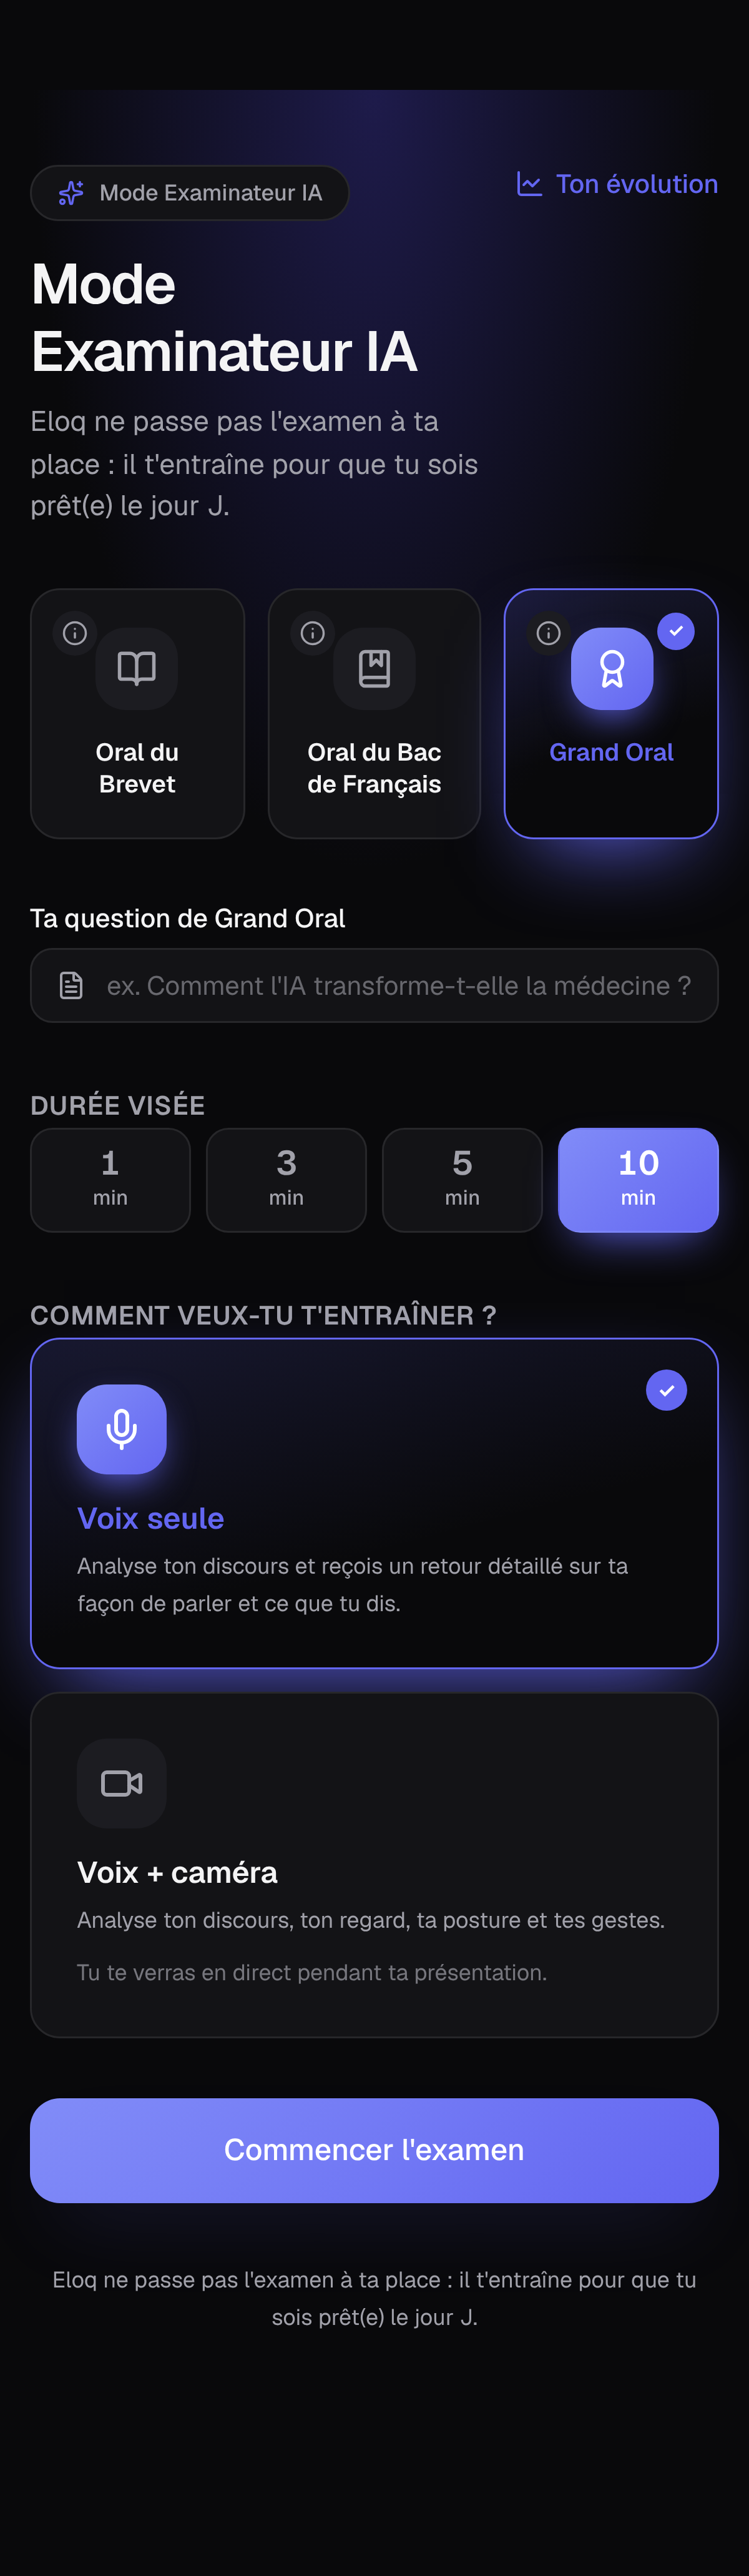 Mode Examinateur IA
Ton évolution
Mode
Examinateur IA
Eloq ne passe pas l'examen à ta
place : il t'entraîne pour que tu sois
prêt(e) le jour J.
Oral du
Brevet
Oral du Bac
de Français
Grand Oral
Ta question de Grand Oral
ex. Comment l'IA transforme-t-elle la médecine ?
DURÉE VISÉE
1
min
3
min
5
min
10
min
COMMENT VEUX-TU T'ENTRAÎNER ?
Voix seule
Analyse ton discours et reçois un retour détaillé sur ta
façon de parler et ce que tu dis.
Voix + caméra
Analyse ton discours, ton regard, ta posture et tes gestes.
Tu te verras en direct pendant ta présentation.
Commencer l'examen
Eloq ne passe pas l'examen à ta place : il t'entraîne pour que tu
sois prêt(e) le jour J.